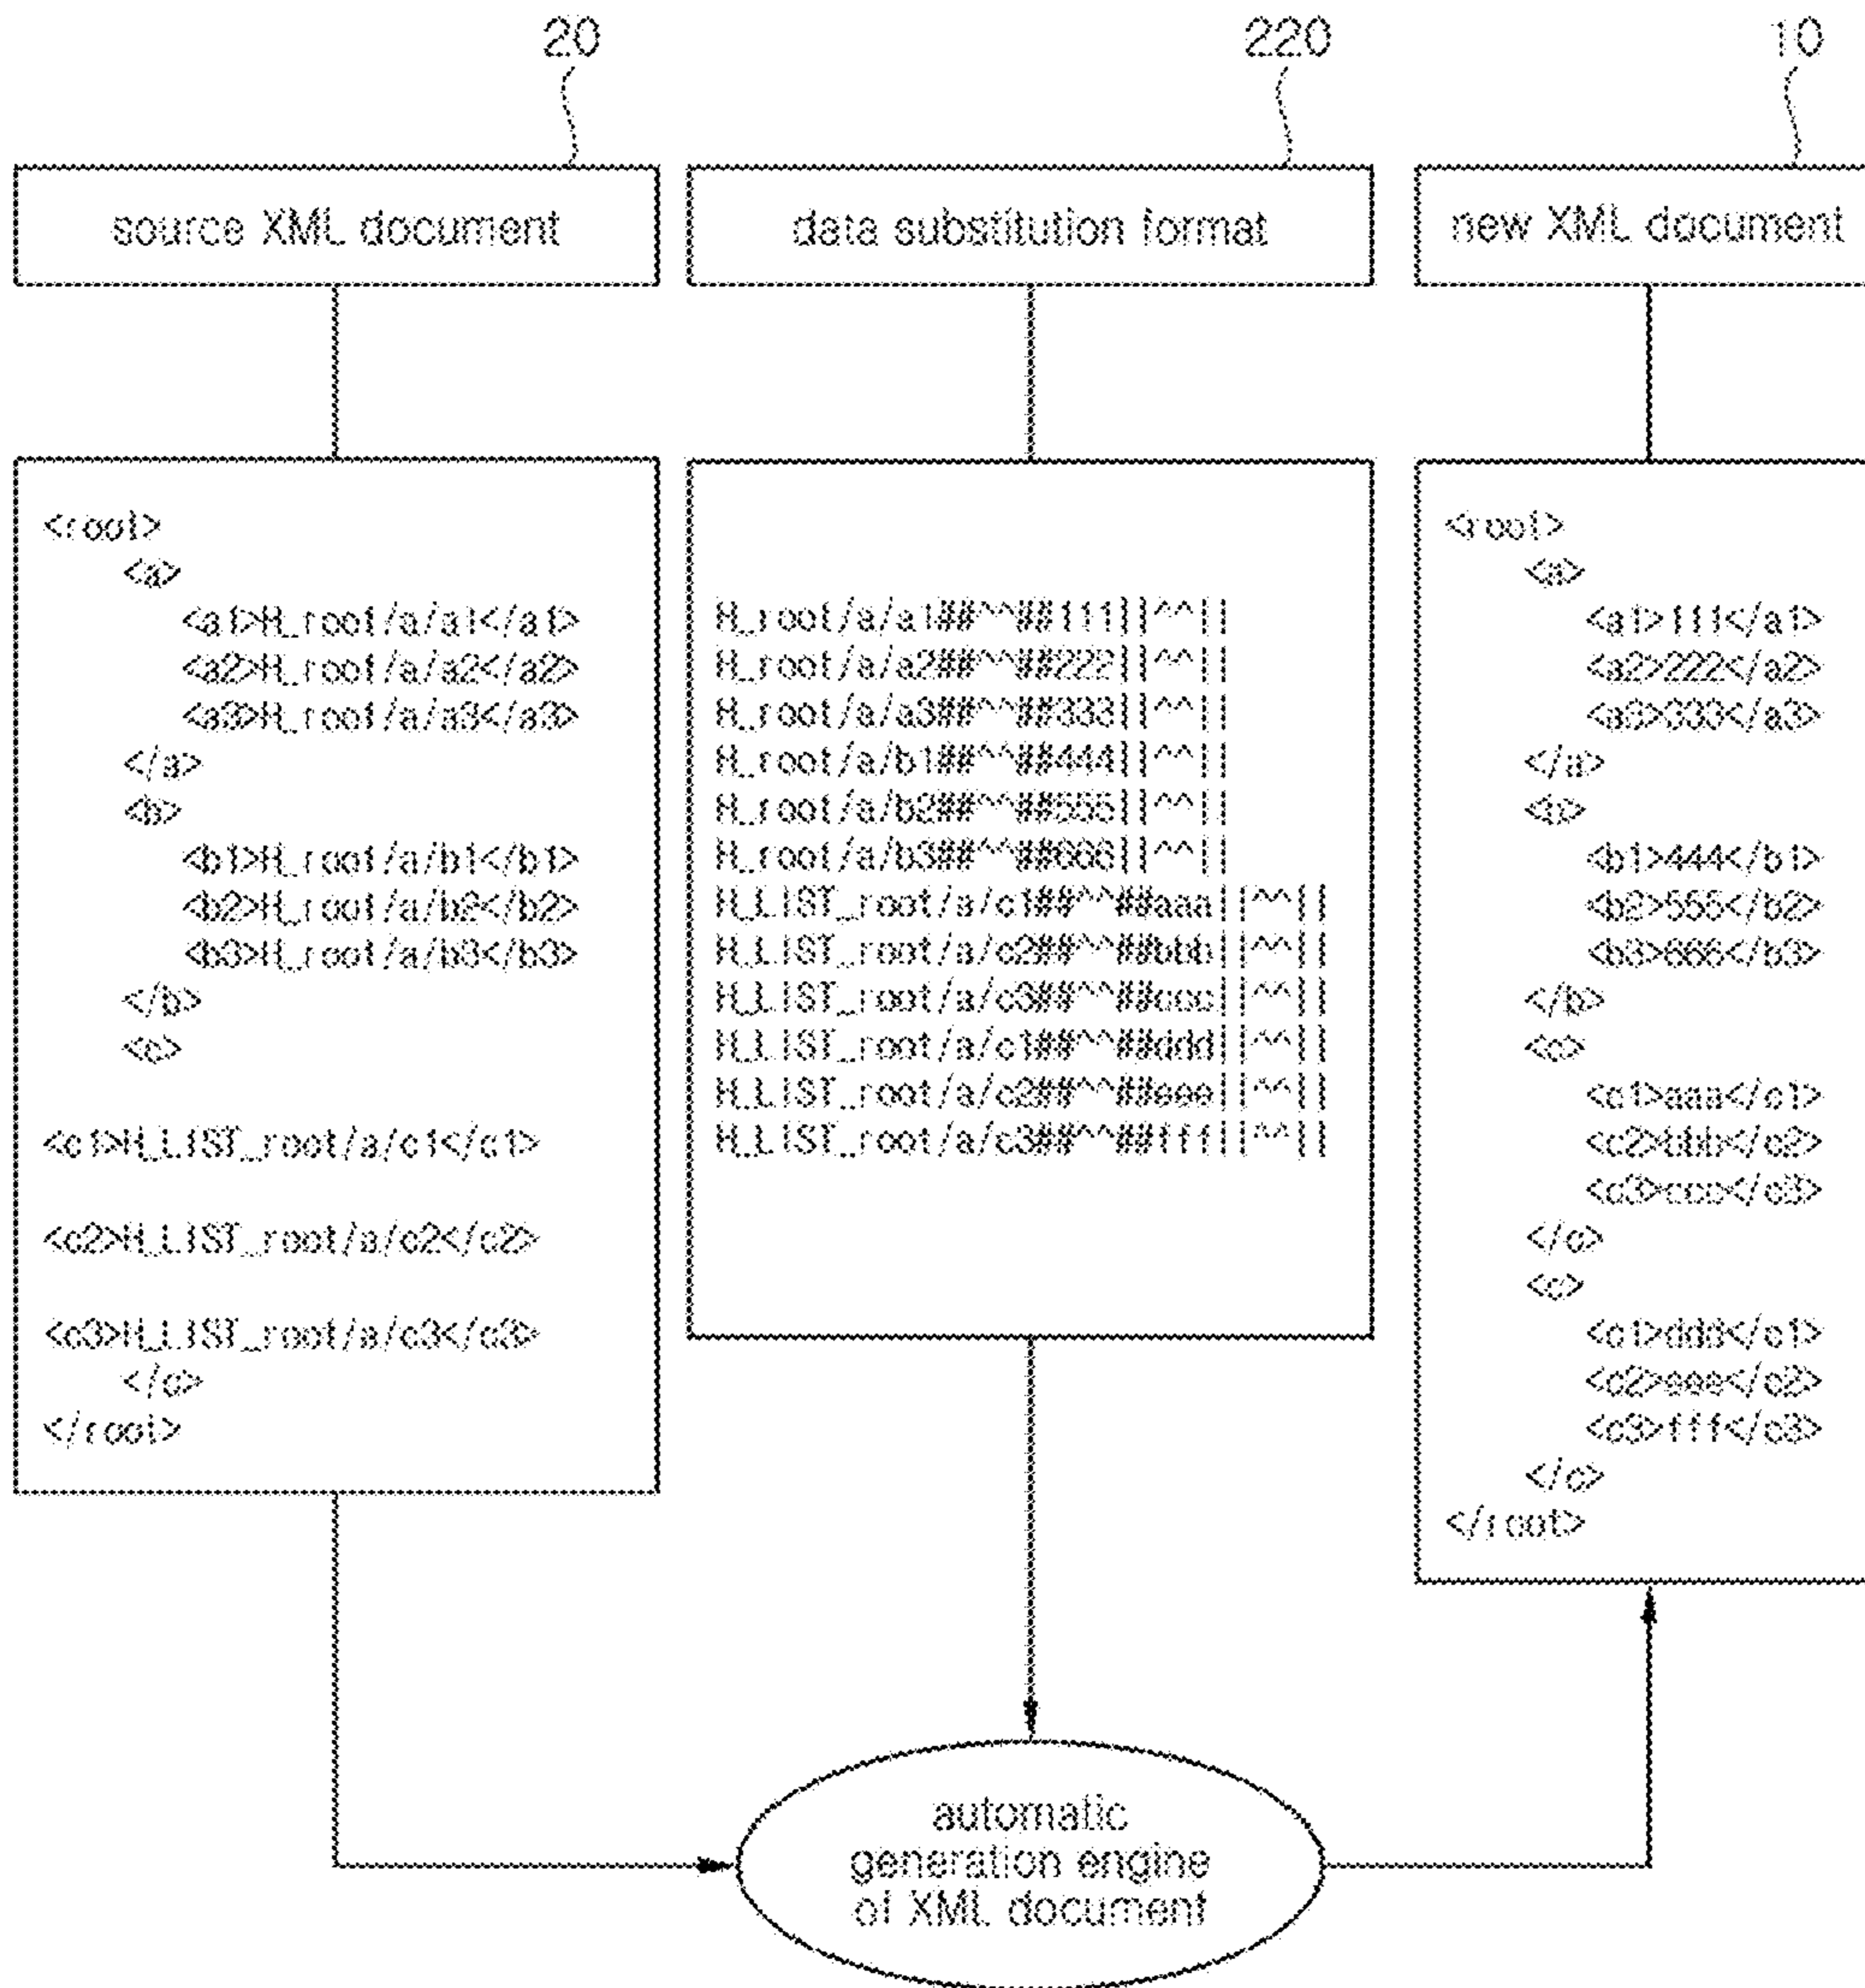 20
220
10
source XML document
data substitution format
new XML document
<root>
<a>
<a1>H_root/a/a1</a1>
<a2>H_root/a/a2</a2>
<a3>H_root/a/a3</a3>
</a>
<b>
<b1>H_root/a/b1</b1>
<b2>H_root/a/b2</b2>
<b3>H_root/a/b3</b3>
</b>
<c>
<c1>H_LIST_root/a/c1</c1>
<c2>H_LIST_root/a/c2</c2>
<c3>H_LIST_root/a/c3</c3>
</c>
</root>
H_root/a/a1##^^##111||^^||
H_root/a/a2##^^##222||^^||
H_root/a/a3##^^##333||^^||
H_root/a/b1##^^##444||^^||
H_root/a/b2##^^##555||^^||
H_root/a/b3##^^##666||^^||
H_LIST_root/a/c1##^^##aaa||^^||
H_LIST_root/a/c2##^^##bbb||^^||
H_LIST_root/a/c3##^^##ccc||^^||
H_LIST_root/a/c1##^^##ddd||^^||
H_LIST_root/a/c2##^^##eee||^^||
H_LIST_root/a/c3##^^##fff||^^||
<root>
<a>
<a1>fff</a1>
<a2>222</a2>
<a3>333</a3>
</a>
<b>
<b1>444</b1>
<b2>555</b2>
<b3>666</b3>
</b>
<c>
<c1>aaa</c1>
<c2>bbb</c2>
<c3>ccc</c3>
</c>
<c>
<c1>ddd</c1>
<c2>eee</c2>
<c3>fff</c3>
</c>
</root>
automatic
generation engine
of XML document